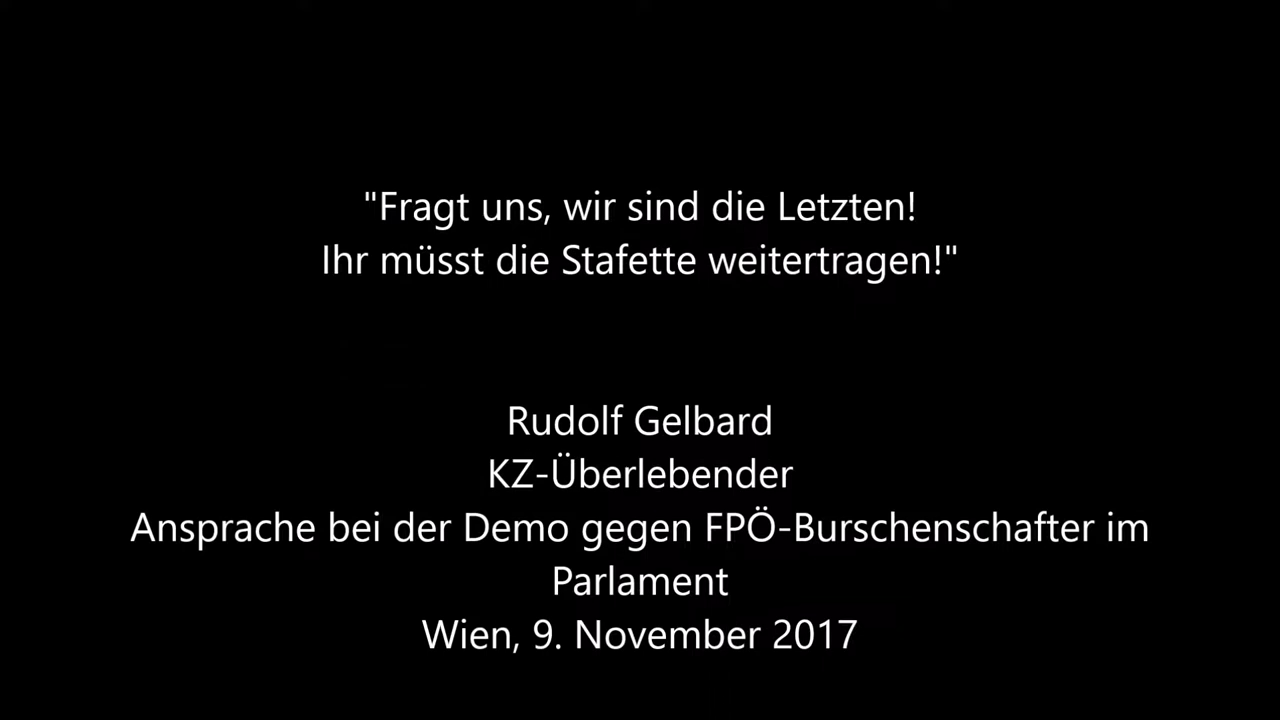 "Fragt uns, wir sind die Letzten!
Ihr müsst die Stafette weitertragen!"
Rudolf Gelbard
KZ-Überlebender
Ansprache bei der Demo gegen FPÖ-Burschenschafter im
Parlament
Wien, 9. November 2017